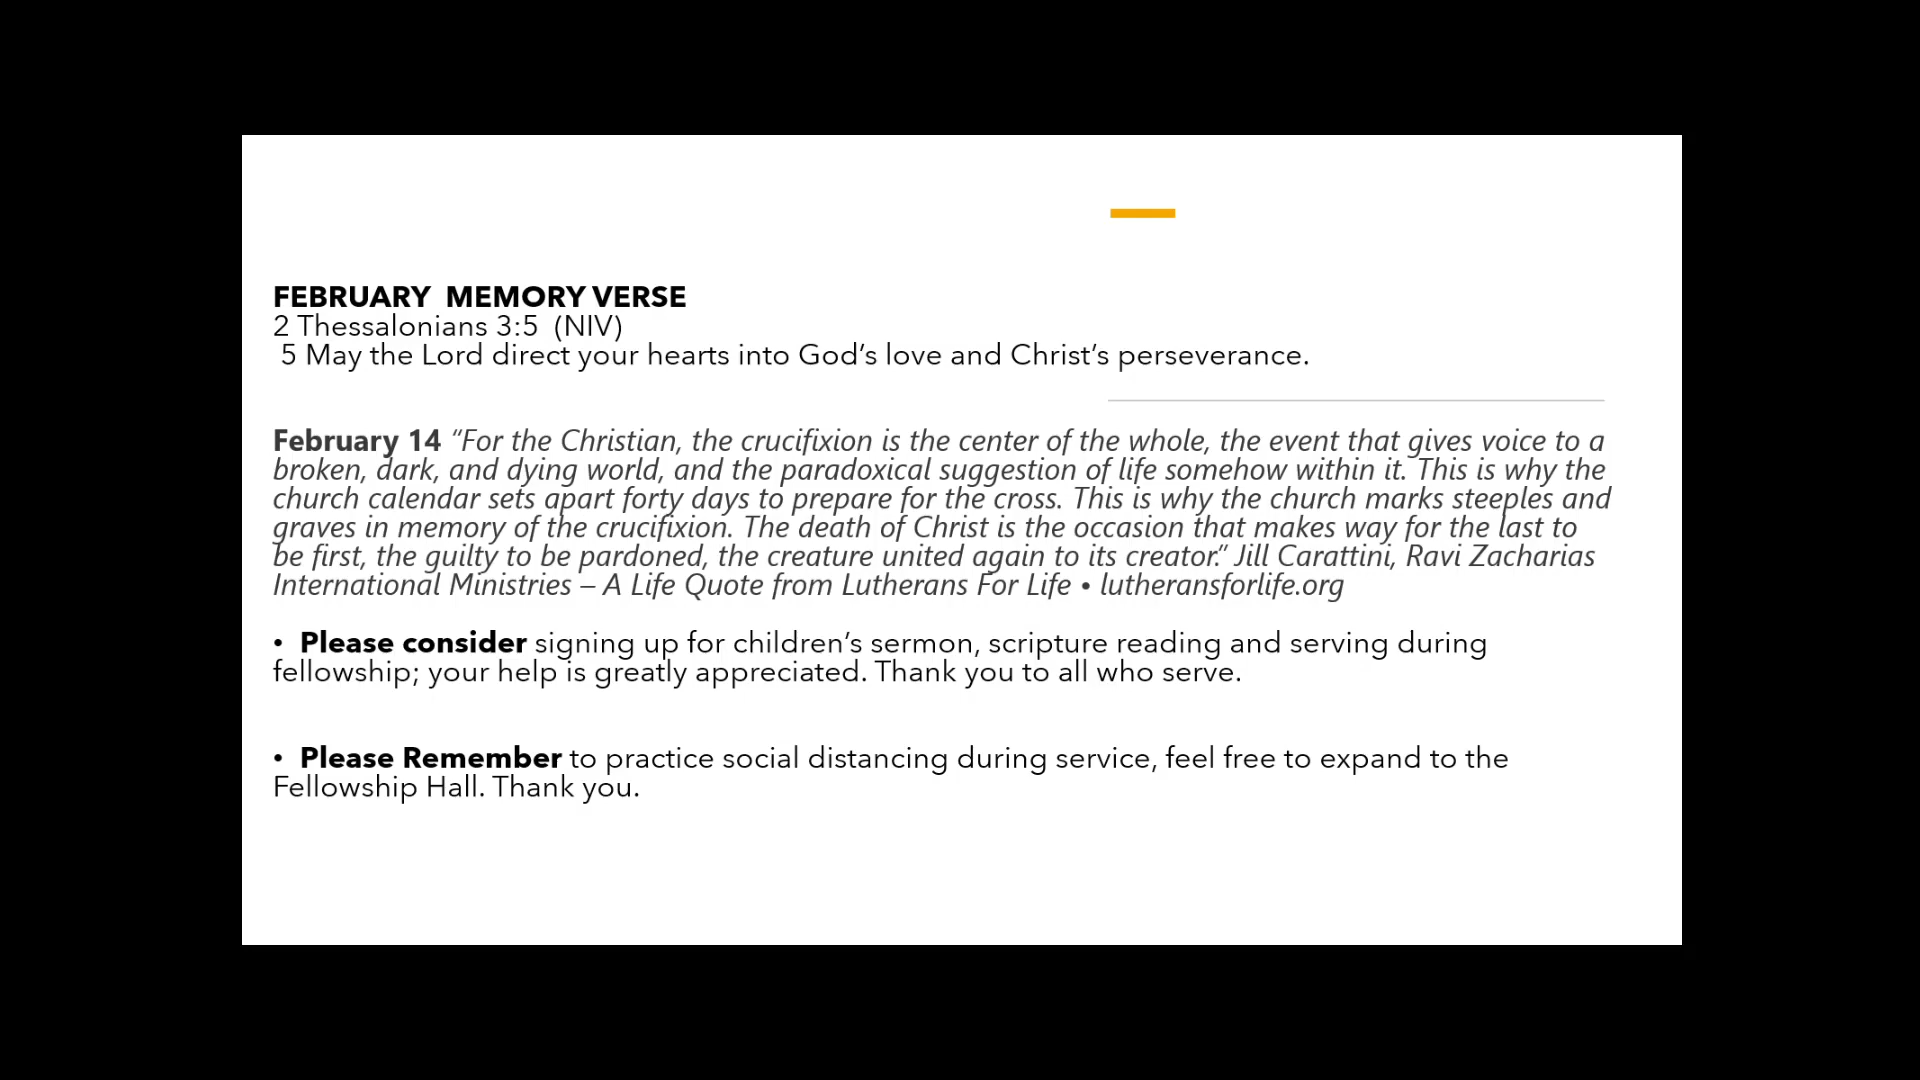 FEBRUARY  MEMORY VERSE
2 Thessalonians 3:5  (NIV)
5 May the Lord direct your hearts into God’s love and Christ’s perseverance.
February 14 “For the Christian, the crucifixion is the center of the whole, the event that gives voice to a
broken, dark, and dying world, and the paradoxical suggestion of life somehow within it. This is why the
church calendar sets apart forty days to prepare for the cross. This is why the church marks steeples and
graves in memory of the crucifixion. The death of Christ is the occasion that makes way for the last to
be first, the guilty to be pardoned, the creature united again to its creator.” Jill Carattini, Ravi Zacharias
International Ministries – A Life Quote from Lutherans For Life • lutheransforlife.org
• Please consider signing up for children’s sermon, scripture reading and serving during
fellowship; your help is greatly appreciated. Thank you to all who serve.
• Please Remember to practice social distancing during service, feel free to expand to the
Fellowship Hall. Thank you.